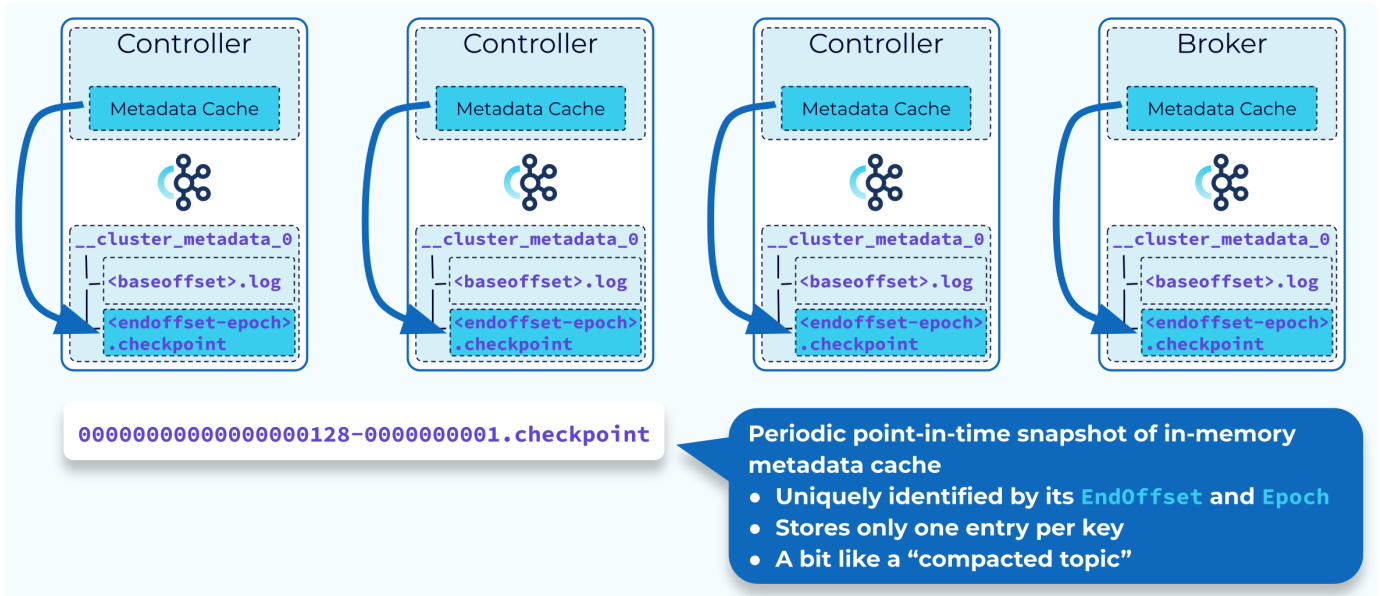 Controller
Metadata Cache
__cluster_metadata_0
<baseoffset>.log
<endoffset-epoch>
.checkpoint
Controller
Metadata Cache
__cluster_metadata_0
<baseoffset>.log
<endoffset-epoch>
.checkpoint
Controller
Metadata Cache
__cluster_metadata_0
<baseoffset>.log
<endoffset-epoch>
.checkpoint
Broker
Metadata Cache
__cluster_metadata_0
<baseoffset>.log
<endoffset-epoch>
.checkpoint
00000000000000000128-0000000001.checkpoint
Periodic point-in-time snapshot of in-memory
metadata cache
● Uniquely identified by its EndOffset and Epoch
● Stores only one entry per key
● A bit like a “compacted topic”